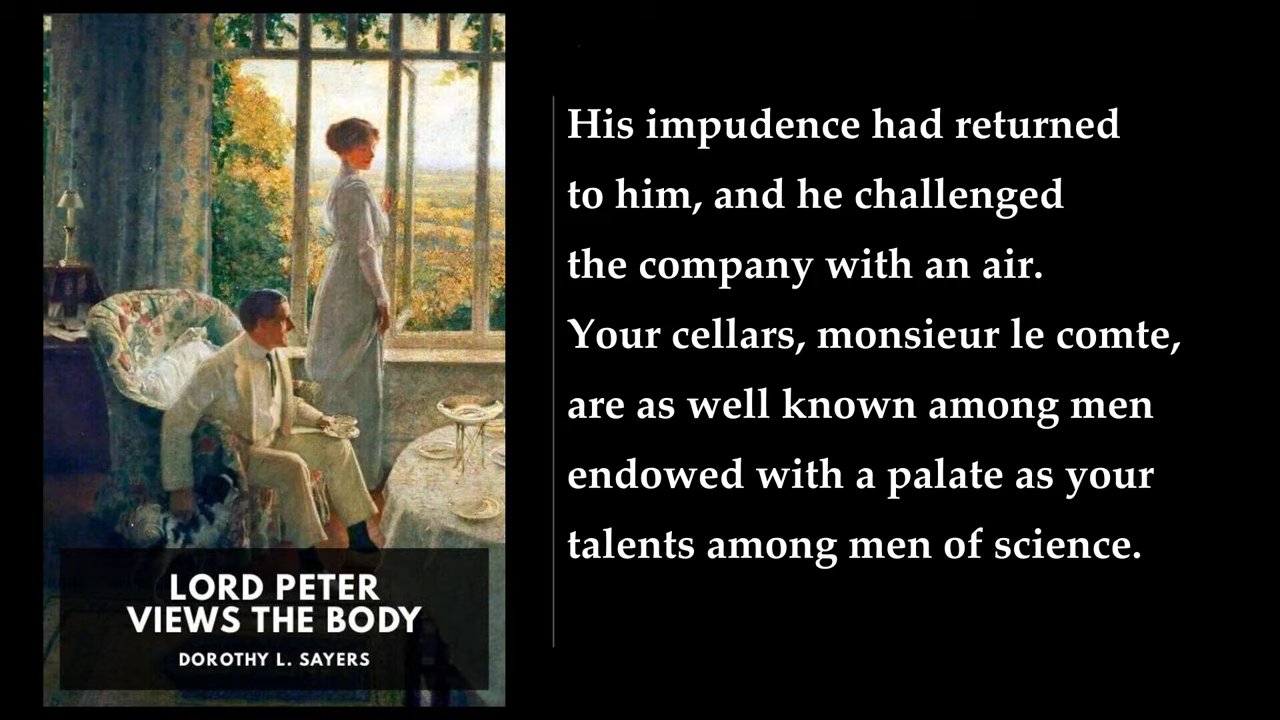 LORD PETER
VIEWS THE BODY
DOROTHY L. SAYERS
His impudence had returned
to him, and he challenged
the company with an air.
Your cellars, monsieur le comte,
are as well known among men
endowed with a palate as your
talents among men of science.